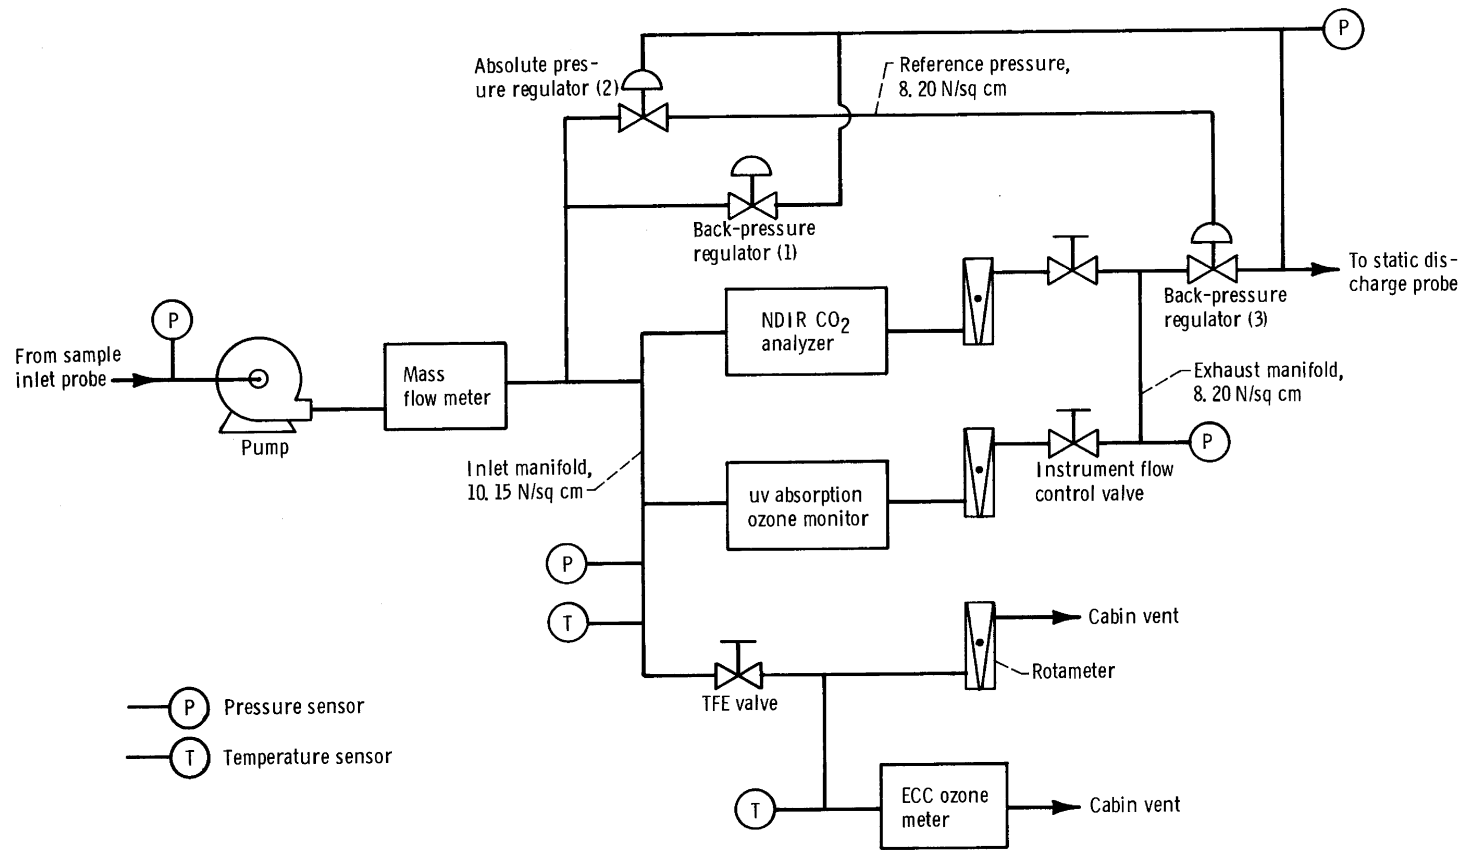 P
Absolute pres-
ure regulator (2)
Reference pressure,
8.20 N/sq cm
Back-pressure
regulator (1)
To static dis-
charge probe
Back-pressure
regulator (3)
P
From sample
inlet probe
Pump
Mass
flow meter
NDIR CO2
analyzer
Exhaust manifold,
8.20 N/sq cm
P
Inlet manifold,
10.15 N/sq cm
uv absorption
ozone monitor
Instrument flow
control valve
P
T
Cabin vent
Rotameter
TFE valve
P Pressure sensor
T Temperature sensor
T
ECC ozone
meter
Cabin vent